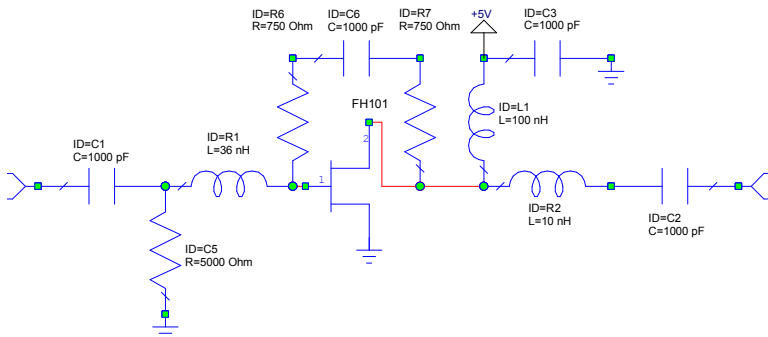 ID=R6
R=750 Ohm
ID=C6
C=1000 pF
ID=R7
R=750 Ohm
+5V
ID=C3
C=1000 pF
FH101
ID=L1
L=100 nH
2
ID=C1
C=1000 pF
ID=R1
L=36 nH
1
ID=R2
L=10 nH
ID=C2
C=1000 pF
ID=C5
R=5000 Ohm